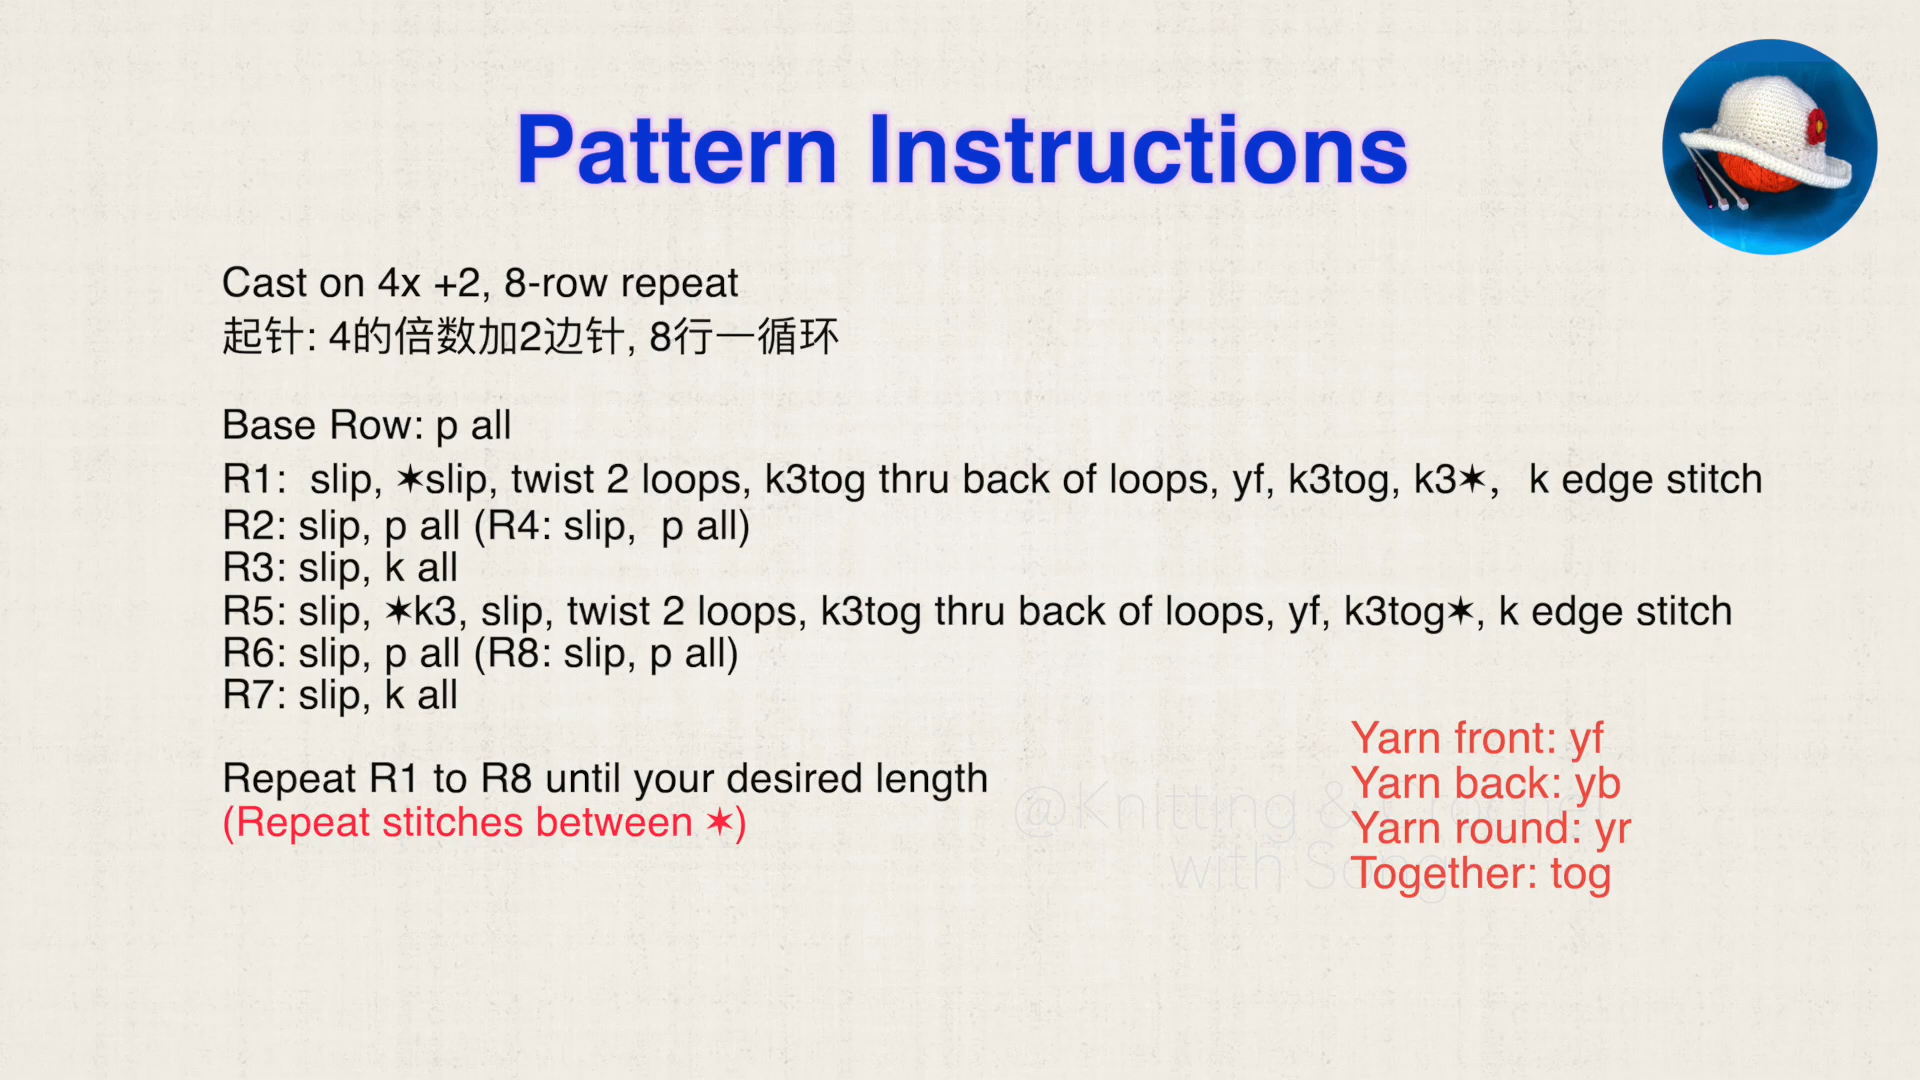 Pattern Instructions
Cast on 4x +2, 8-row repeat
起针: 4的倍数加2边针, 8行一循环
Base Row: p all
R1: slip, ✶slip, twist 2 loops, k3tog thru back of loops, yf, k3tog, k3✶, k edge stitch
R2: slip, p all (R4: slip, p all)
R3: slip, k all
R5: slip, ✶k3, slip, twist 2 loops, k3tog thru back of loops, yf, k3tog✶, k edge stitch
R6: slip, p all (R8: slip, p all)
R7: slip, k all
Repeat R1 to R8 until your desired length
(Repeat stitches between ✶)
Yarn front: yf
Yarn back: yb
Yarn round: yr
Together: tog
@Knitting &
with